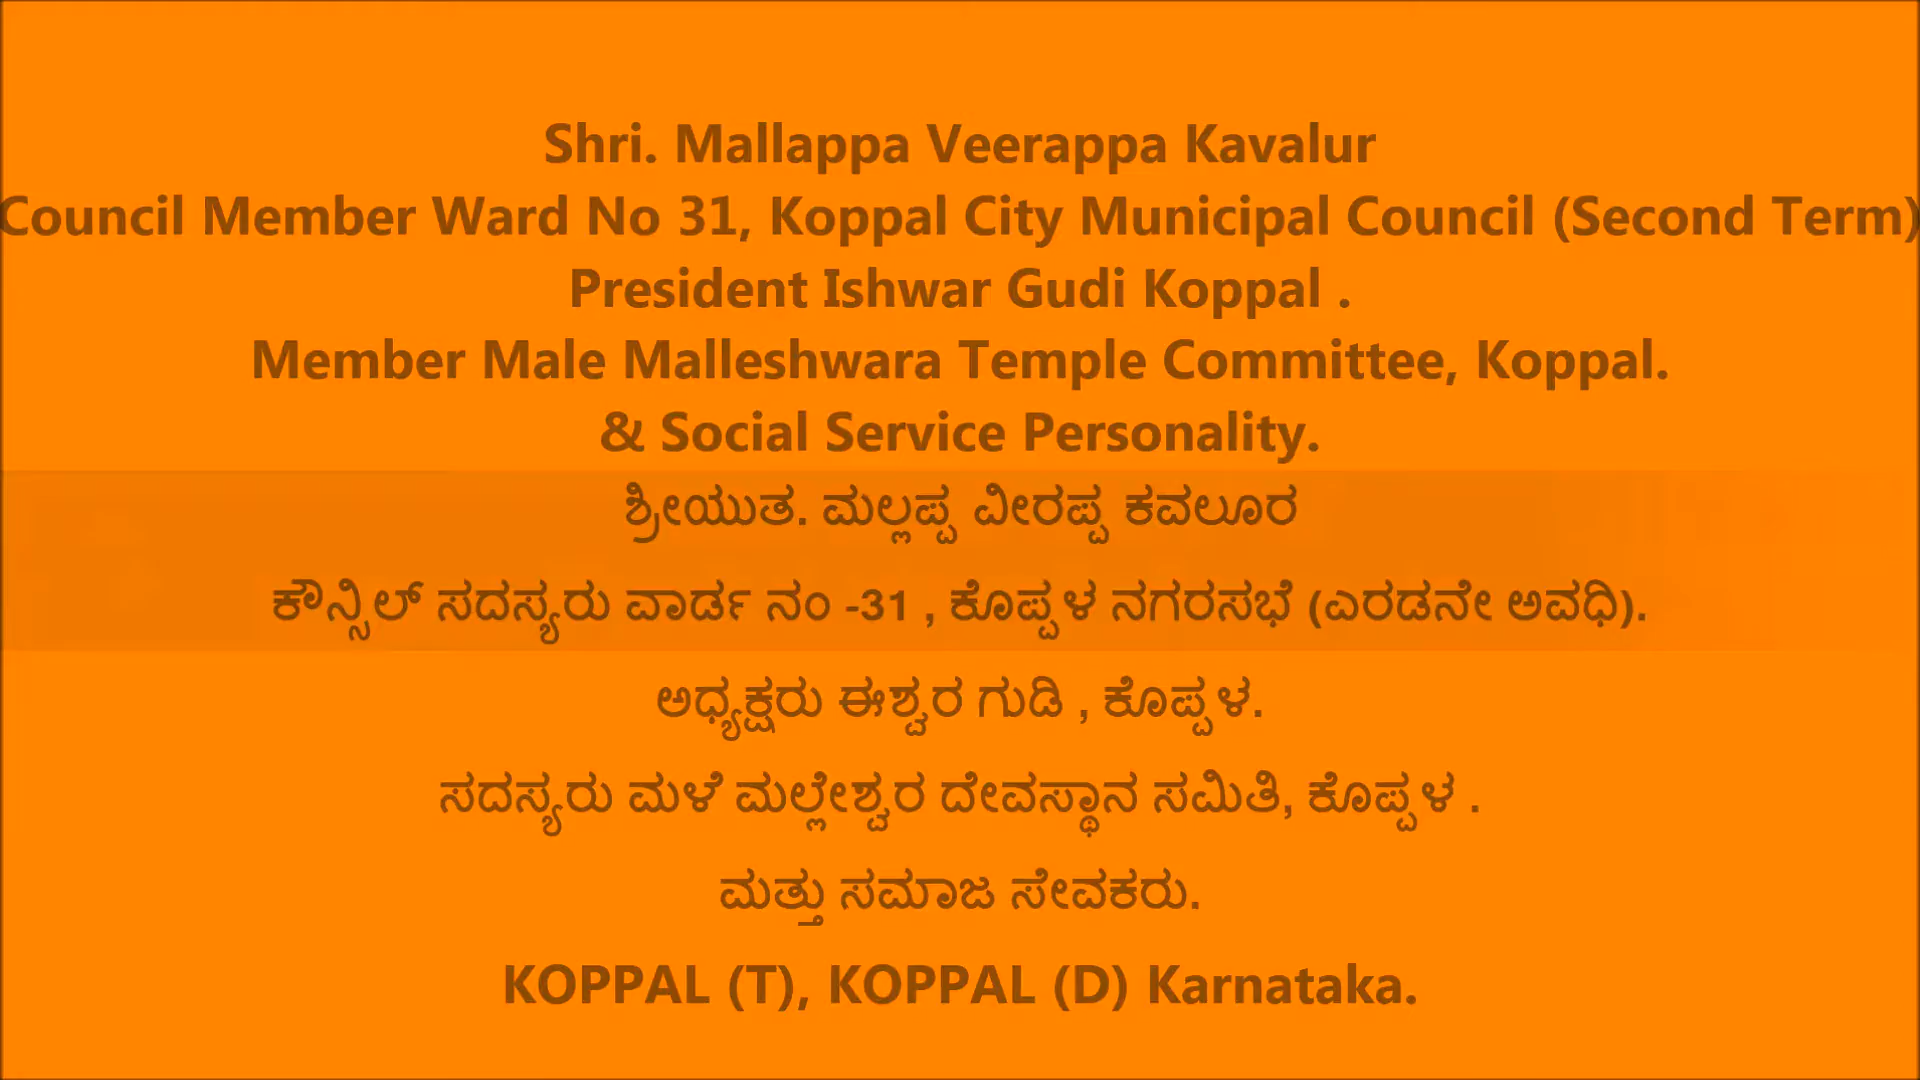 Shri. Mallappa Veerappa Kavalur
Council Member Ward No 31, Koppal City Municipal Council (Second Term)
President Ishwar Gudi Koppal .
Member Male Malleshwara Temple Committee, Koppal.
& Social Service Personality.
ಶ್ರೀಯುತ. ಮಲ್ಲಪ್ಪ ವೀರಪ್ಪ ಕವಲೂರ
ಕೌನ್ಸಿಲ್ ಸದಸ್ಯರು ವಾರ್ಡ ನಂ -31 , ಕೊಪ್ಪಳ ನಗರಸಭೆ (ಎರಡನೇ ಅವಧಿ).
ಅಧ್ಯಕ್ಷರು ಈಶ್ವರ ಗುಡಿ , ಕೊಪ್ಪಳ.
ಸದಸ್ಯರು ಮಳೆ ಮಲ್ಲೇಶ್ವರ ದೇವಸ್ಥಾನ ಸಮಿತಿ, ಕೊಪ್ಪಳ .
ಮತ್ತು ಸಮಾಜ ಸೇವಕರು.
KOPPAL (T), KOPPAL (D) Karnataka.